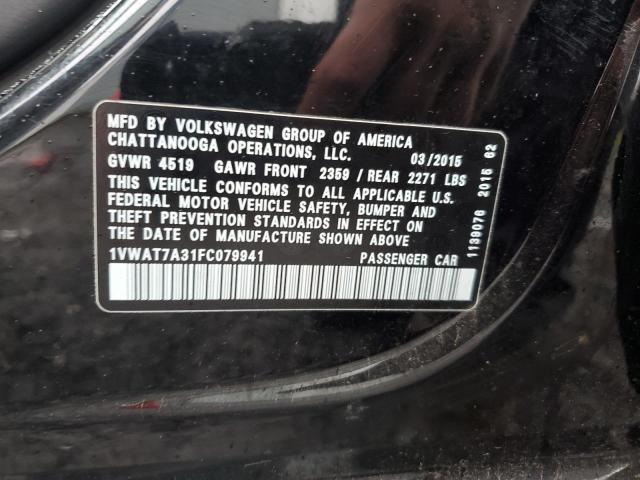 MFD BY VOLKSWAGEN GROUP OF AMERICA
CHATTANOOGA OPERATIONS, LLC. 03/2015
GVWR 4519 GAWR FRONT 2359 / REAR 2271 LBS
THIS VEHICLE CONFORMS TO ALL APPLICABLE U.S.
FEDERAL MOTOR VEHICLE SAFETY, BUMPER AND
THEFT PREVENTION STANDARDS IN EFFECT ON
THE DATE OF MANUFACTURE SHOWN ABOVE
1VWAT7A31FC079941 PASSENGER CAR
1139076 2015 62